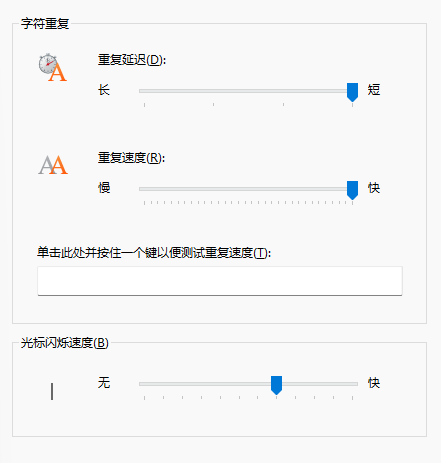 字符重复
重复延迟(D):
长 短
重复速度(R):
慢 快
单击此处并按住一个键以便测试重复速度(T):
光标闪烁速度(B)
无 快